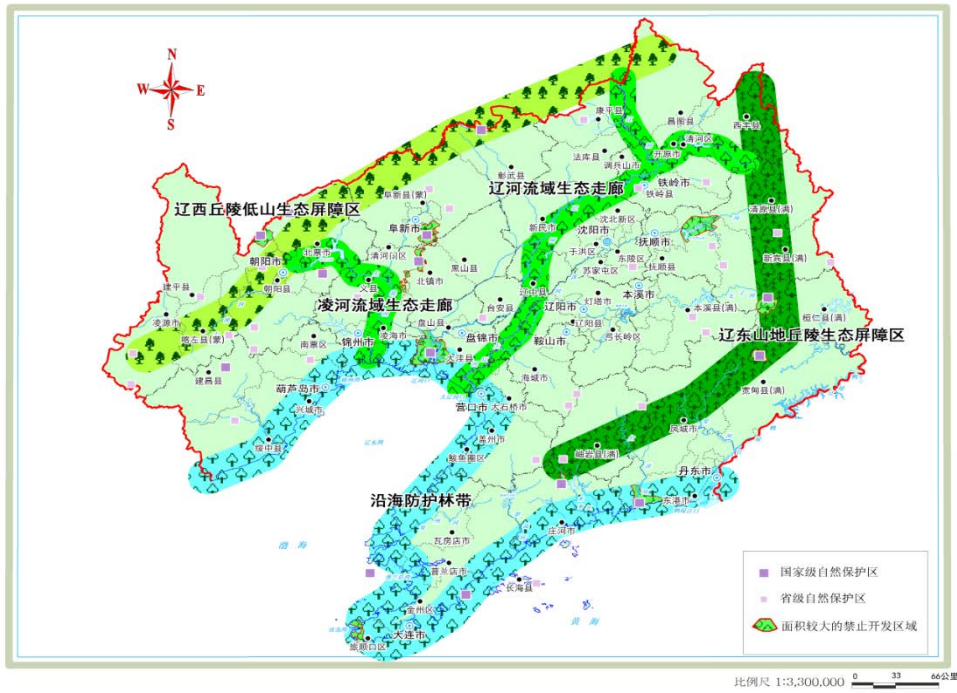 N
W
E
S
康平县
昌图县
西丰县
清河区
开原市
法库县
调兵山市
彰武县
辽河流域生态走廊
铁岭市
铁岭县
阜新县(蒙)
辽西丘陵低山生态屏障区
沈北新区
清原县(满)
阜新市
新民市
沈阳市
抚顺市
北票市
清河门区
于洪区
东陵区
抚顺县
新宾县(满)
朝阳市
黑山县
苏家屯区
朝阳县
义县
北镇市
辽中县
本溪市
建平县
凌河流域生态走廊
台安县
辽阳市
灯塔市
本溪县(满)
桓仁县(满)
凌源市
喀左县(蒙)
凌海市
盘山县
辽阳县
弓长岭区
辽东山地丘陵生态屏障区
南票区
锦州市
盘锦市
鞍山市
大洼县
建昌县
海城市
宽甸县(满)
葫芦岛市
兴城市
营口市
大石桥市
凤城市
绥中县
盖州市
鲅鱼圈区
岫岩县(满)
丹东市
沿海防护林带
东港市
庄河市
瓦房店市
渤海
普兰店市
长海县
金州区
黄海
大连市
旅顺口区
国家级自然保护区
省级自然保护区
面积较大的禁止开发区域
比例尺 1:3,300,000
0 33 66公里